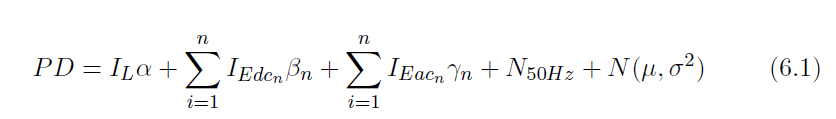 PD = I_L α + \sum_{i=1}^{n} I_{Edc_n} β_n + \sum_{i=1}^{n} I_{Eac_n} γ_n + N_{50Hz} + N(μ, σ^2) (6.1)